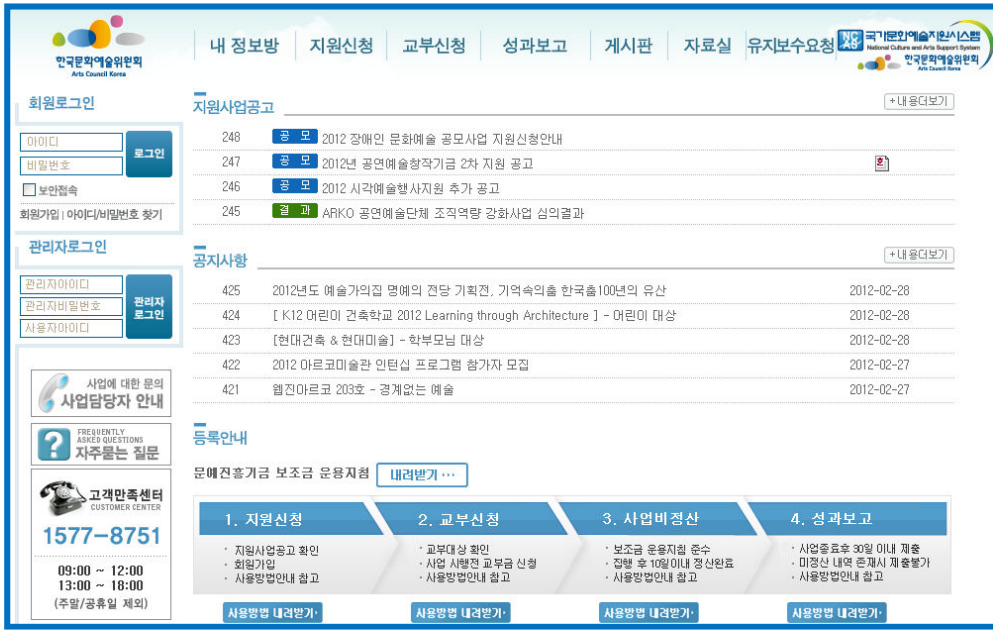 한국문화예술위원회
Arts Council Korea
내 정보방
지원신청
교부신청
성과보고
게시판
자료실
유지보수요청
NCAS
국가문화예술지원시스템
National Culture and Arts Support System
한국문화예술위원회
Arts Council Korea
회원로그인
아이디
비밀번호
로그인
보안접속
회원가입 | 아이디/비밀번호 찾기
관리자로그인
관리자아이디
관리자비밀번호
사용자아이디
관리자
로그인
사업에 대한 문의
사업담당자 안내
FREQUENTLY
ASKED QUESTIONS
자주묻는 질문
고객만족센터
CUSTOMER CENTER
1577-8751
09:00 ~ 12:00
13:00 ~ 18:00
(주말/공휴일 제외)
지원사업공고
+내용더보기
248 공 모 2012 장애인 문화예술 공모사업 지원신청안내
247 공 모 2012년 공연예술창작기금 2차 지원 공고
246 공 모 2012 시각예술행사지원 추가 공고
245 결 과 ARKO 공연예술단체 조직역량 강화사업 심의결과
공지사항
+내용더보기
425 2012년도 예술가의집 명예의 전당 기획전, 기억속의춤 한국춤100년의 유산 2012-02-28
424 [ K12 어린이 건축학교 2012 Learning through Architecture ] - 어린이 대상 2012-02-28
423 [현대건축 & 현대미술] - 학부모님 대상 2012-02-28
422 2012 아르코미술관 인턴십 프로그램 참가자 모집 2012-02-27
421 웹진아르코 203호 - 경계없는 예술 2012-02-27
등록안내
문예진흥기금 보조금 운용지침 내려받기 ···
1. 지원신청
· 지원사업공고 확인
· 회원가입
· 사용방법안내 참고
사용방법 내려받기
2. 교부신청
· 교부대상 확인
· 사업 시행전 교부금 신청
· 사용방법안내 참고
사용방법 내려받기
3. 사업비정산
· 보조금 운용지침 준수
· 집행 후 10일이내 정산완료
· 사용방법안내 참고
사용방법 내려받기
4. 성과보고
· 사업종료후 30일 이내 제출
· 미정산 내역 존재시 제출불가
· 사용방법안내 참고
사용방법 내려받기